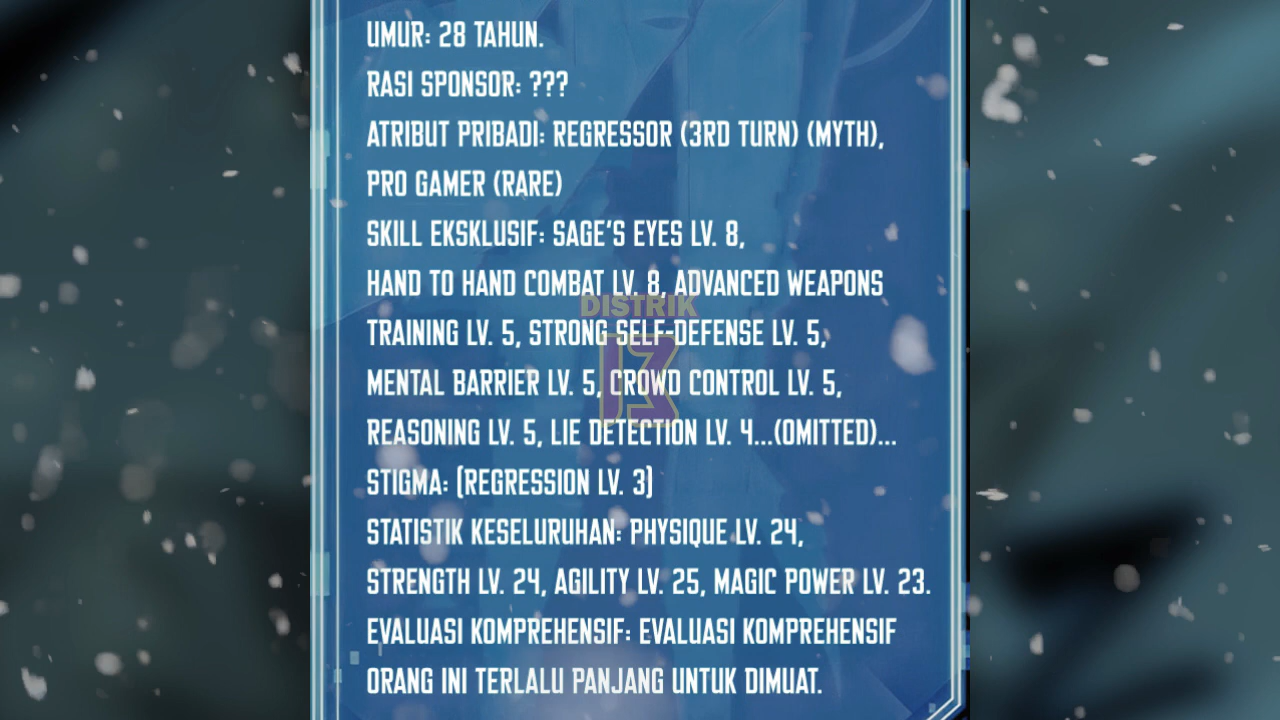 UMUR: 28 TAHUN.
RASI SPONSOR: ???
ATRIBUT PRIBADI: REGRESSOR (3RD TURN) (MYTH),
PRO GAMER (RARE)
SKILL EKSKLUSIF: SAGE'S EYES LV. 8,
HAND TO HAND COMBAT LV. 8, ADVANCED WEAPONS
TRAINING LV. 5, STRONG SELF-DEFENSE LV. 5,
MENTAL BARRIER LV. 5, CROWD CONTROL LV. 5,
REASONING LV. 5, LIE DETECTION LV. 4...(OMITTED)...
STIGMA: [REGRESSION LV. 3]
STATISTIK KESELURUHAN: PHYSIQUE LV. 24,
STRENGTH LV. 24, AGILITY LV. 25, MAGIC POWER LV. 23.
EVALUASI KOMPREHENSIF: EVALUASI KOMPREHENSIF
ORANG INI TERLALU PANJANG UNTUK DIMUAT.
DISTRIK
13